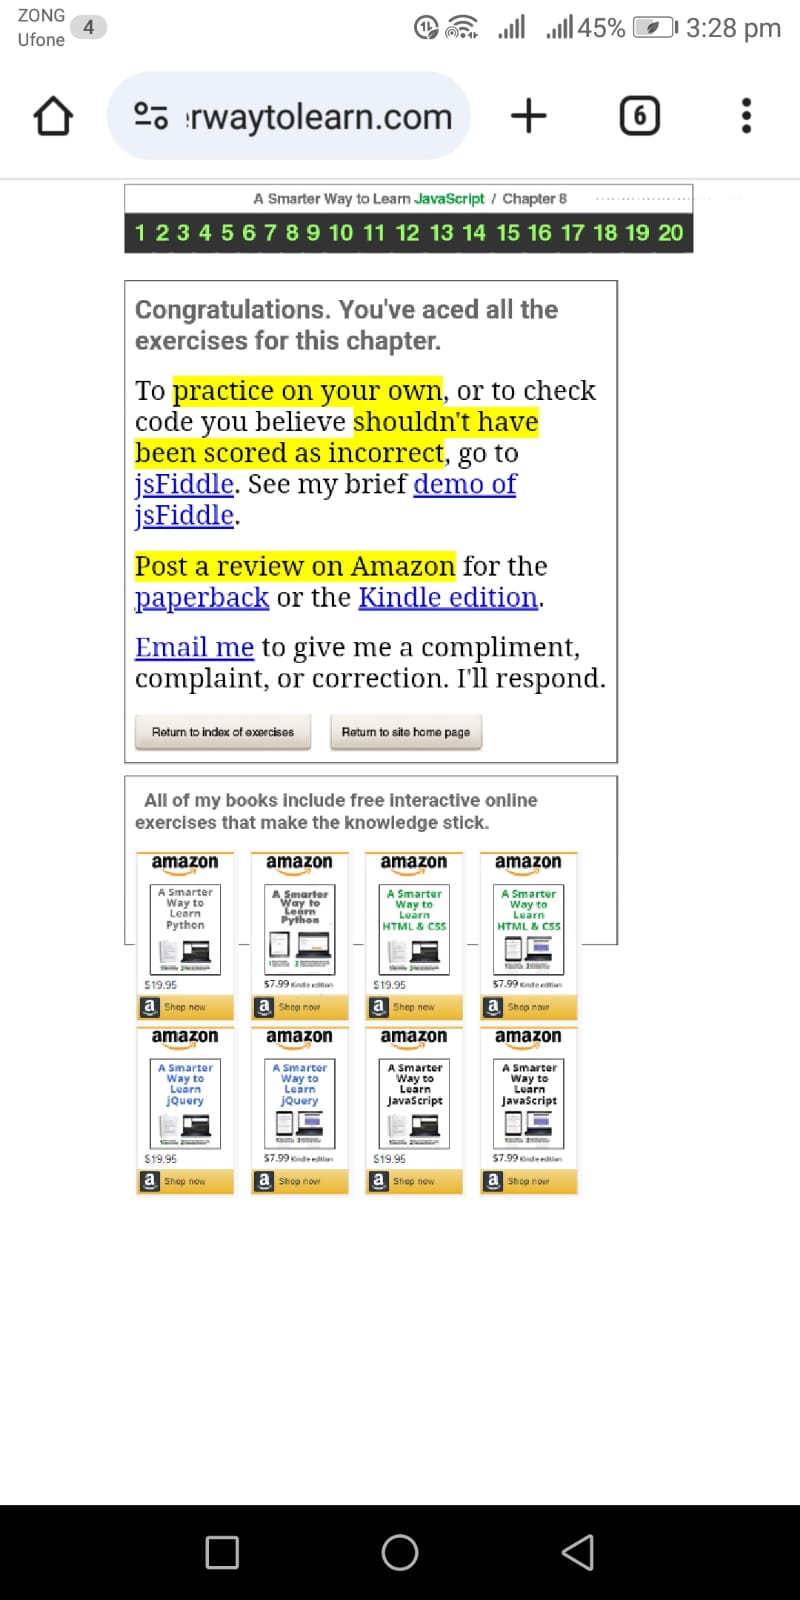 ZONG
Ufone
4
45%
3:28 pm
rwaytolearn.com
6
A Smarter Way to Learn JavaScript / Chapter 8
1 2 3 4 5 6 7 8 9 10 11 12 13 14 15 16 17 18 19 20
Congratulations. You've aced all the
exercises for this chapter.
To practice on your own, or to check
code you believe shouldn't have
been scored as incorrect, go to
jsFiddle. See my brief demo of
jsFiddle.
Post a review on Amazon for the
paperback or the Kindle edition.
Email me to give me a compliment,
complaint, or correction. I'll respond.
Return to index of exercises Return to site home page
All of my books include free interactive online
exercises that make the knowledge stick.
amazon amazon amazon amazon
A Smarter A Smarter A Smarter A Smarter
Way to Way to Way to Way to
Learn Learn Learn Learn
Python Python HTML & CSS HTML & CSS
$19.95 $7.99 Kindle edition $19.95 $7.99 Kindle edition
a Shop now a Shop now a Shop now a Shop now
amazon amazon amazon amazon
A Smarter A Smarter A Smarter A Smarter
Way to Way to Way to Way to
Learn Learn Learn Learn
jQuery jQuery JavaScript JavaScript
$19.95 $7.99 Kindle edition $19.95 $7.99 Kindle edition
a Shop now a Shop now a Shop now a Shop now